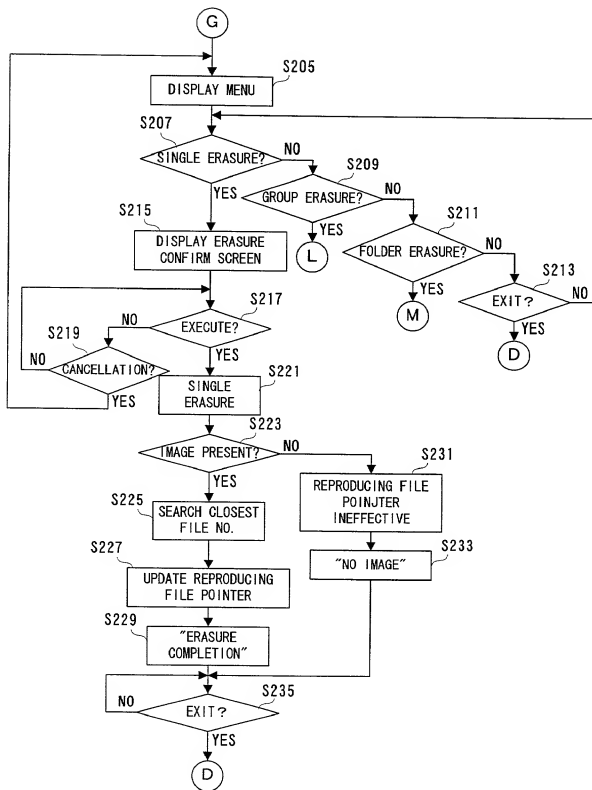 G
S205
DISPLAY MENU
S207
SINGLE ERASURE?
NO
YES
S209
GROUP ERASURE?
NO
YES
L
S211
FOLDER ERASURE?
NO
YES
M
S213
EXIT?
NO
YES
D
S215
DISPLAY ERASURE
CONFIRM SCREEN
S217
EXECUTE?
NO
YES
S219
CANCELLATION?
NO
YES
S221
SINGLE
ERASURE
S223
IMAGE PRESENT?
NO
YES
S225
SEARCH CLOSEST
FILE NO.
S231
REPRODUCING FILE
POINJTER
INEFFECTIVE
S227
UPDATE REPRODUCING
FILE POINTER
S233
"NO IMAGE"
S229
"ERASURE
COMPLETION"
S235
EXIT?
NO
YES
D